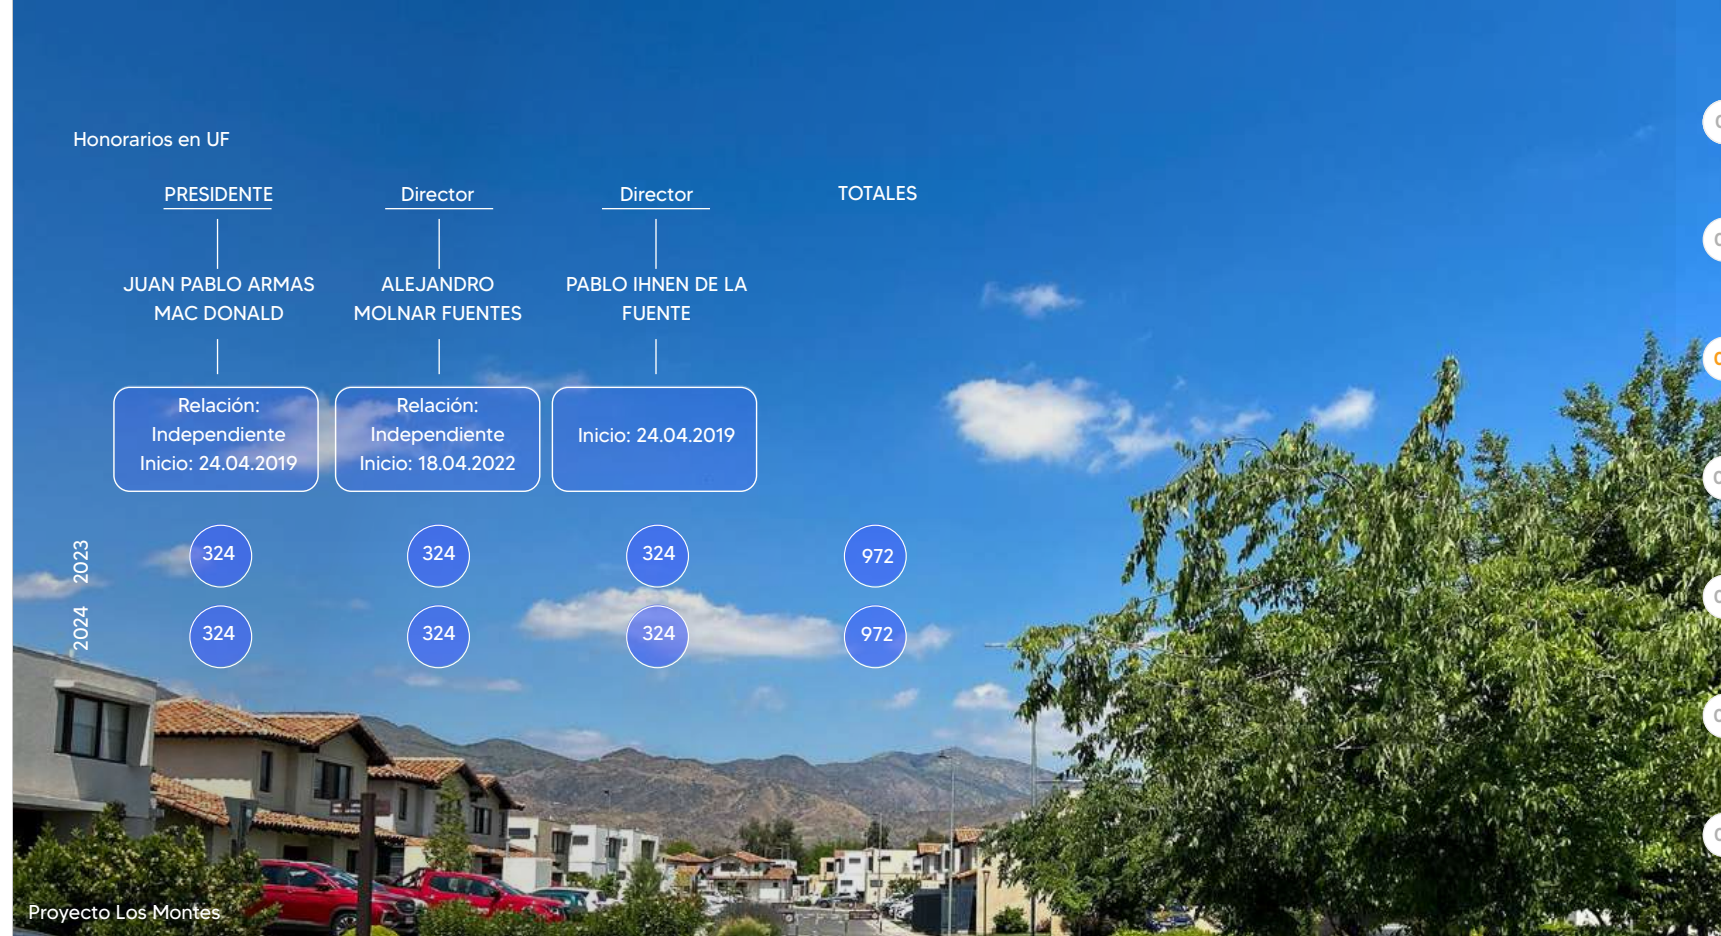 Honorarios en UF
PRESIDENTE
Director
Director
TOTALES
JUAN PABLO ARMAS
MAC DONALD
ALEJANDRO
MOLNAR FUENTES
PABLO IHNEN DE LA
FUENTE
Relación:
Independiente
Inicio: 24.04.2019
Relación:
Independiente
Inicio: 18.04.2022
Inicio: 24.04.2019
2023
324
324
324
972
2024
324
324
324
972
Proyecto Los Montes